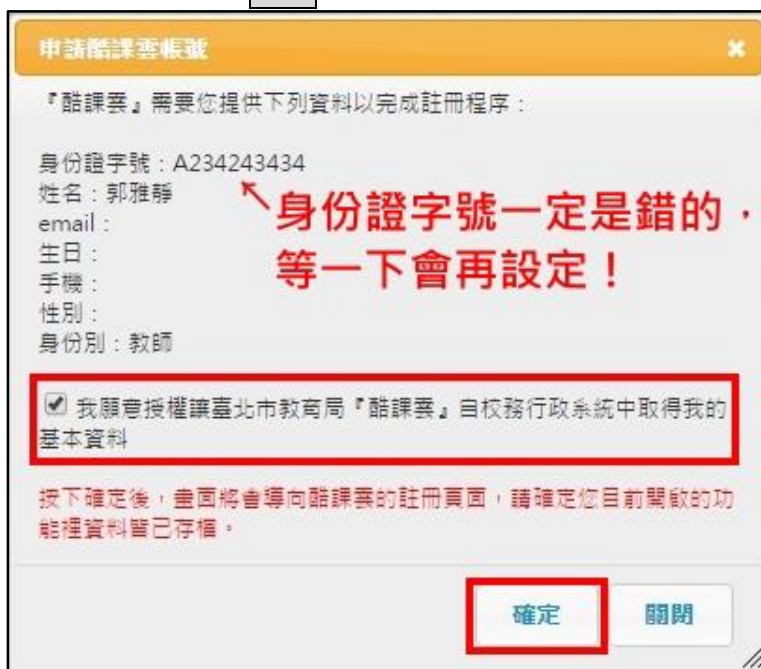 申請酷課雲帳號
『酷課雲』需要您提供下列資料以完成註冊程序：
身份證字號：A234243434
姓名：郭雅靜
email：
生日：
手機：
性別：
身份別：教師
身份證字號一定是錯的，
等一下會再設定！
我願意授權讓臺北市教育局『酷課雲』自校務行政系統中取得我的
基本資料
按下確定後，畫面將會導向酷課雲的註冊頁面，請確定您目前開啟的功
能裡資料皆已存檔。
確定
關閉